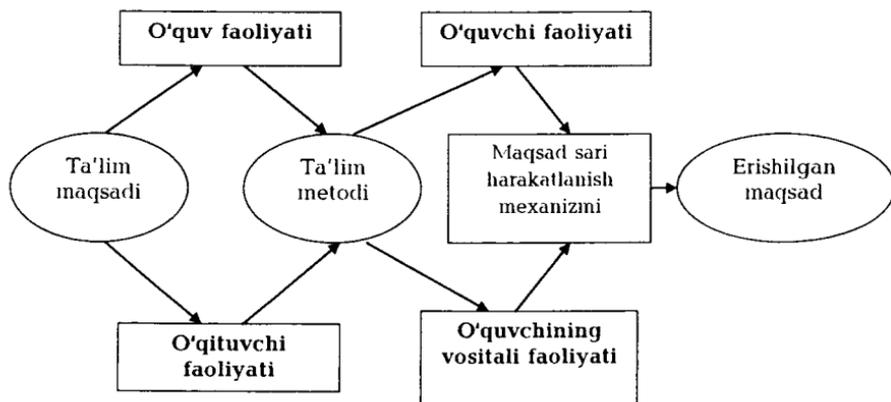 O'quv faoliyati
O'quvchi faoliyati
Ta'lim
maqsadi
Ta'lim
metodi
Maqsad sari
harakatlanish
mexanizmi
Erishilgan
maqsad
O'qituvchi
faoliyati
O'quvchining
vositali faoliyati